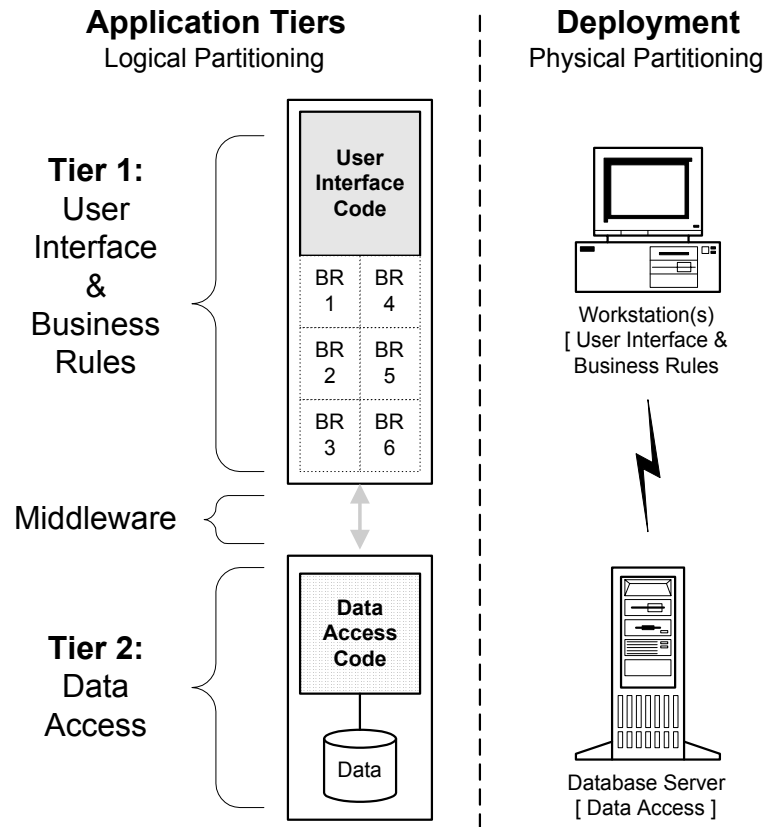 Application Tiers
Logical Partitioning
Deployment
Physical Partitioning
Tier 1:
User
Interface
&
Business
Rules
User
Interface
Code
BR
1
BR
4
BR
2
BR
5
BR
3
BR
6
Workstation(s)
[ User Interface &
Business Rules
Middleware
Tier 2:
Data
Access
Data
Access
Code
Data
Database Server
[ Data Access ]